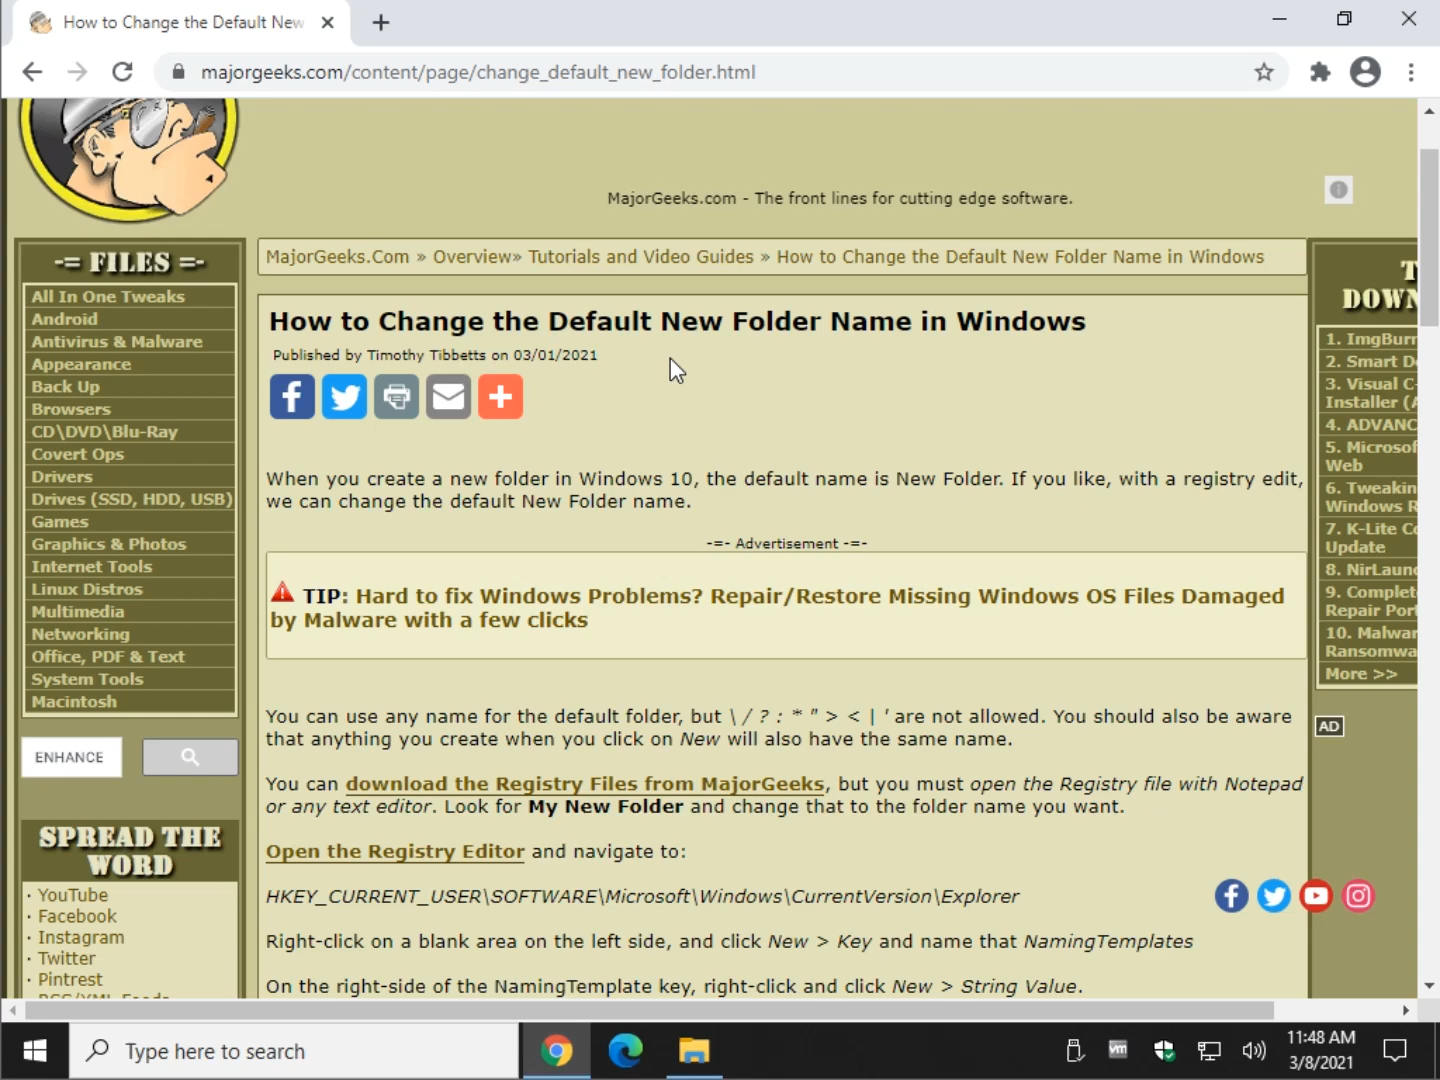 How to Change the Default New
majorgeeks.com/content/page/change_default_new_folder.html
MajorGeeks.com - The front lines for cutting edge software.
-= FILES =-
All In One Tweaks
Android
Antivirus & Malware
Appearance
Back Up
Browsers
CD\DVD\Blu-Ray
Covert Ops
Drivers
Drives (SSD, HDD, USB)
Games
Graphics & Photos
Internet Tools
Linux Distros
Multimedia
Networking
Office, PDF & Text
System Tools
Macintosh
ENHANCE
SPREAD THE
WORD
· YouTube
· Facebook
· Instagram
· Twitter
· Pintrest
MajorGeeks.Com » Overview» Tutorials and Video Guides » How to Change the Default New Folder Name in Windows
How to Change the Default New Folder Name in Windows
Published by Timothy Tibbetts on 03/01/2021
When you create a new folder in Windows 10, the default name is New Folder. If you like, with a registry edit,
we can change the default New Folder name.
-=- Advertisement -=-
TIP: Hard to fix Windows Problems? Repair/Restore Missing Windows OS Files Damaged
by Malware with a few clicks
You can use any name for the default folder, but \ / ? : * " > < | ' are not allowed. You should also be aware
that anything you create when you click on New will also have the same name.
You can download the Registry Files from MajorGeeks, but you must open the Registry file with Notepad
or any text editor. Look for My New Folder and change that to the folder name you want.
Open the Registry Editor and navigate to:
HKEY_CURRENT_USER\SOFTWARE\Microsoft\Windows\CurrentVersion\Explorer
Right-click on a blank area on the left side, and click New > Key and name that NamingTemplates
On the right-side of the NamingTemplate key, right-click and click New > String Value.
T
DOWN
1. ImgBurn
2. Smart De
3. Visual C-
Installer (A
4. ADVANC
5. Microsof
Web
6. Tweakin
Windows R
7. K-Lite Co
Update
8. NirLaunc
9. Complet
Repair Port
10. Malwar
Ransomwa
More >>
AD
Type here to search
vm
11:48 AM
3/8/2021